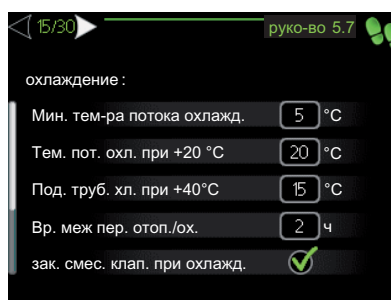 15/30 руко-во 5.7
охлаждение :
Мин. тем-ра потока охлажд. 5 °C
Тем. пот. охл. при +20 °C 20 °C
Под. труб. хл. при +40°C 15 °C
Вр. меж пер. отоп./ох. 2 ч
зак. смес. клап. при охлажд.